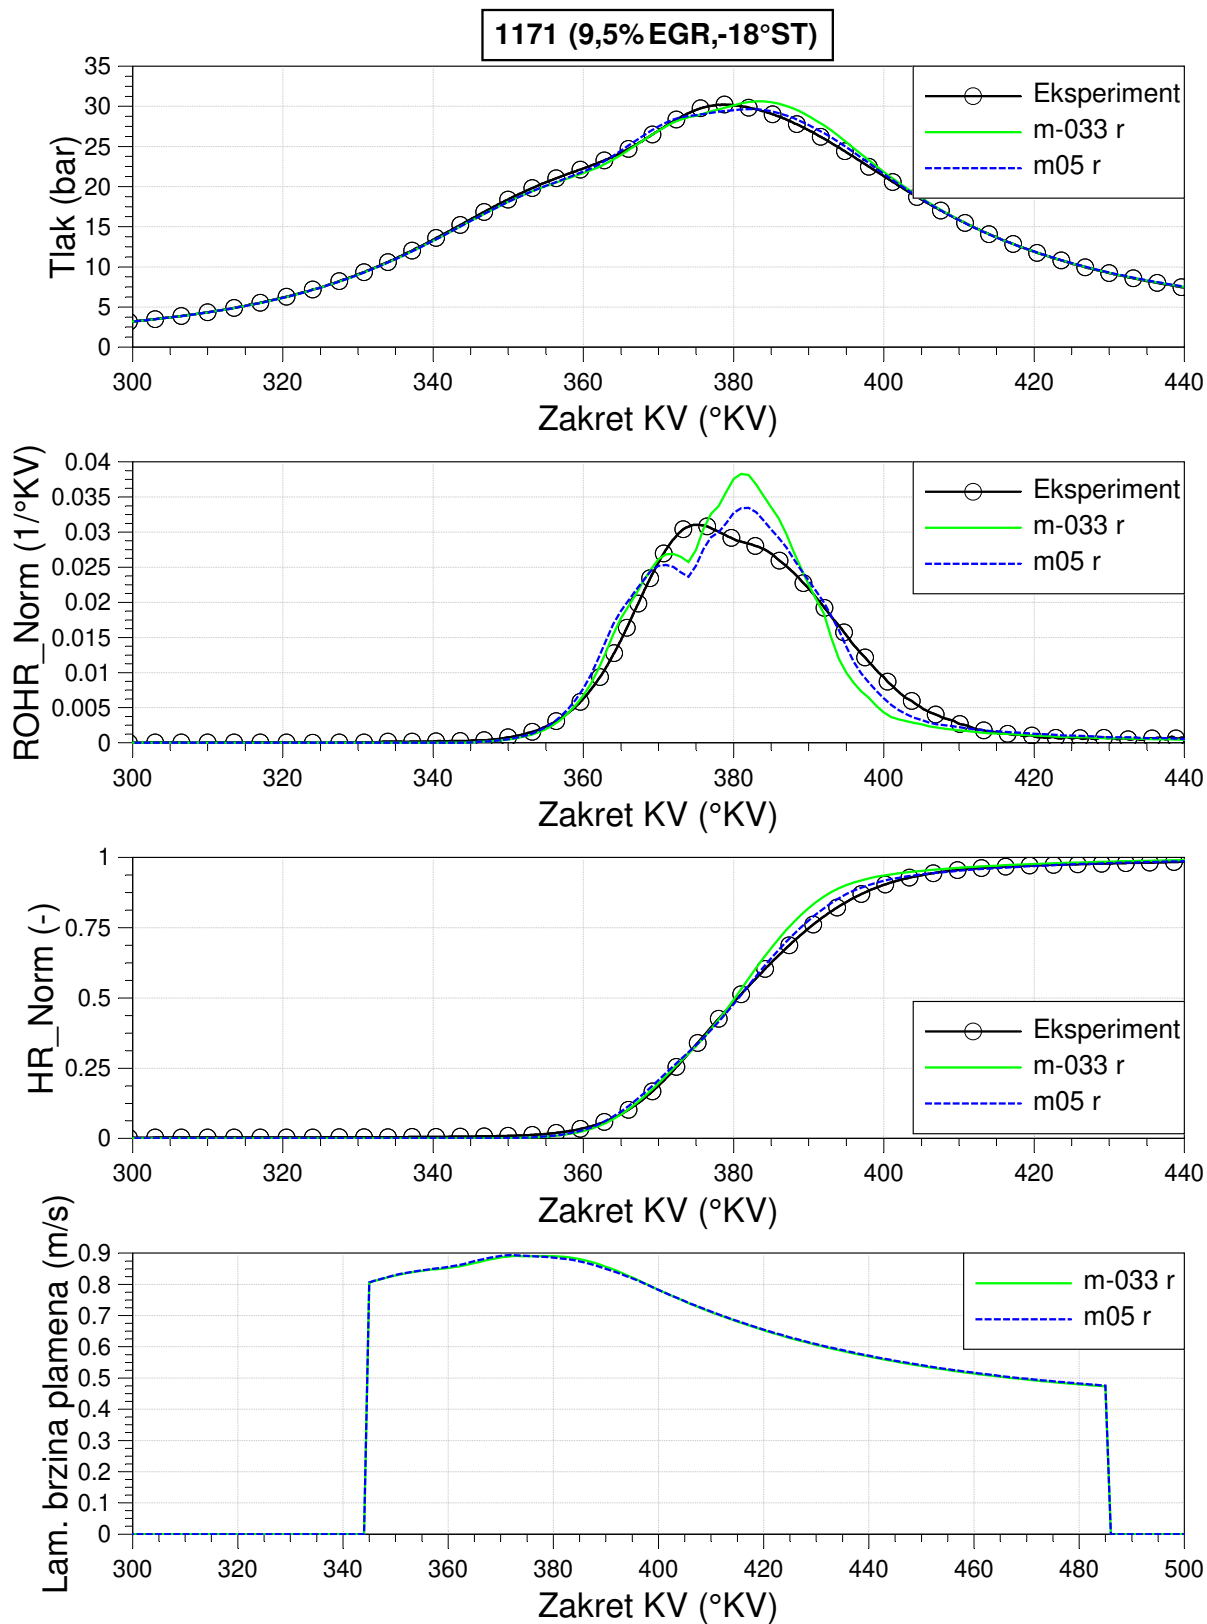 1171 (9,5% EGR,-18°ST)
Tlak (bar)
35
30
25
20
15
10
5
0
Eksperiment
m-033 r
m05 r
300 320 340 360 380 400 420 440
Zakret KV (°KV)
ROHR_Norm (1/°KV)
0.04
0.035
0.03
0.025
0.02
0.015
0.01
0.005
0
Eksperiment
m-033 r
m05 r
300 320 340 360 380 400 420 440
Zakret KV (°KV)
HR_Norm (-)
1
0.75
0.5
0.25
0
Eksperiment
m-033 r
m05 r
300 320 340 360 380 400 420 440
Zakret KV (°KV)
Lam. brzina plamena (m/s)
0.9
0.8
0.7
0.6
0.5
0.4
0.3
0.2
0.1
0
m-033 r
m05 r
300 320 340 360 380 400 420 440 460 480 500
Zakret KV (°KV)